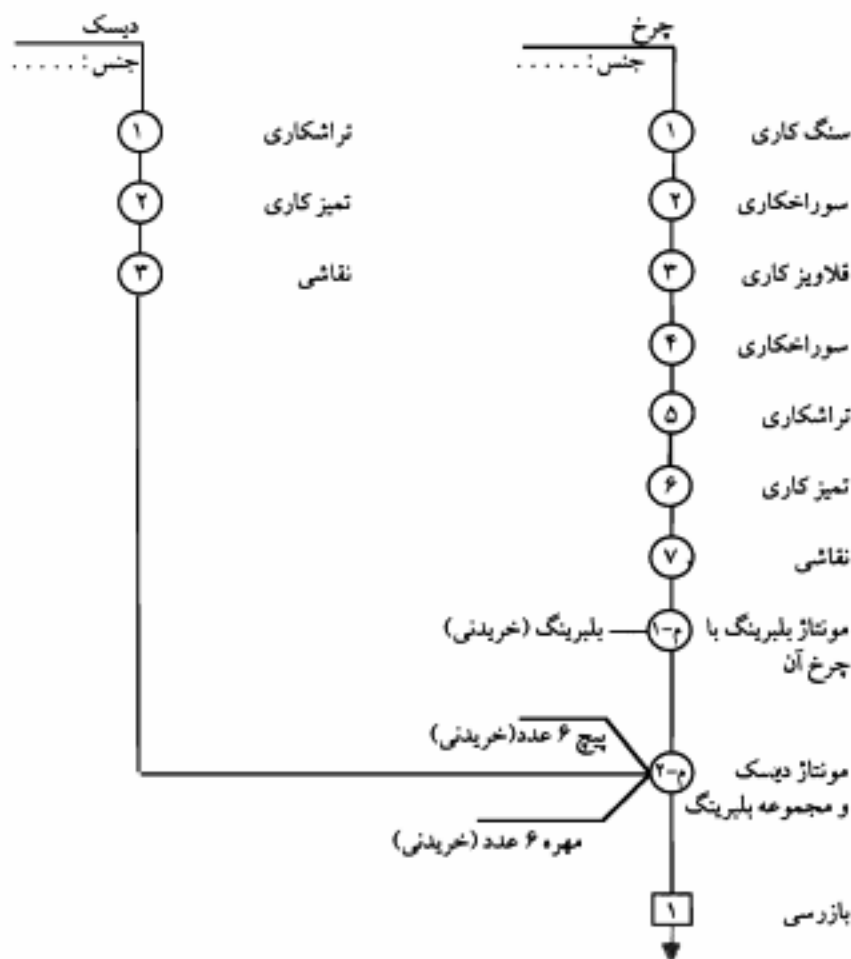 چرخ
جنس: . . . . .
دیسک
جنس: . . . . .
۱ سنگ کاری
۲ سوراخکاری
۳ قلاویز کاری
۴ سوراخکاری
۵ تراشکاری
۶ تمیز کاری
۷ نقاشی
۱ تراشکاری
۲ تمیز کاری
۳ نقاشی
مونتاژ بلبرینگ با
چرخ آن
م-۱
بلبرینگ (خریدنی)
پیچ ۶ عدد(خریدنی)
مونتاژ دیسک
و مجموعه بلبرینگ
م-۲
مهره ۶ عدد (خریدنی)
۱ بازرسی